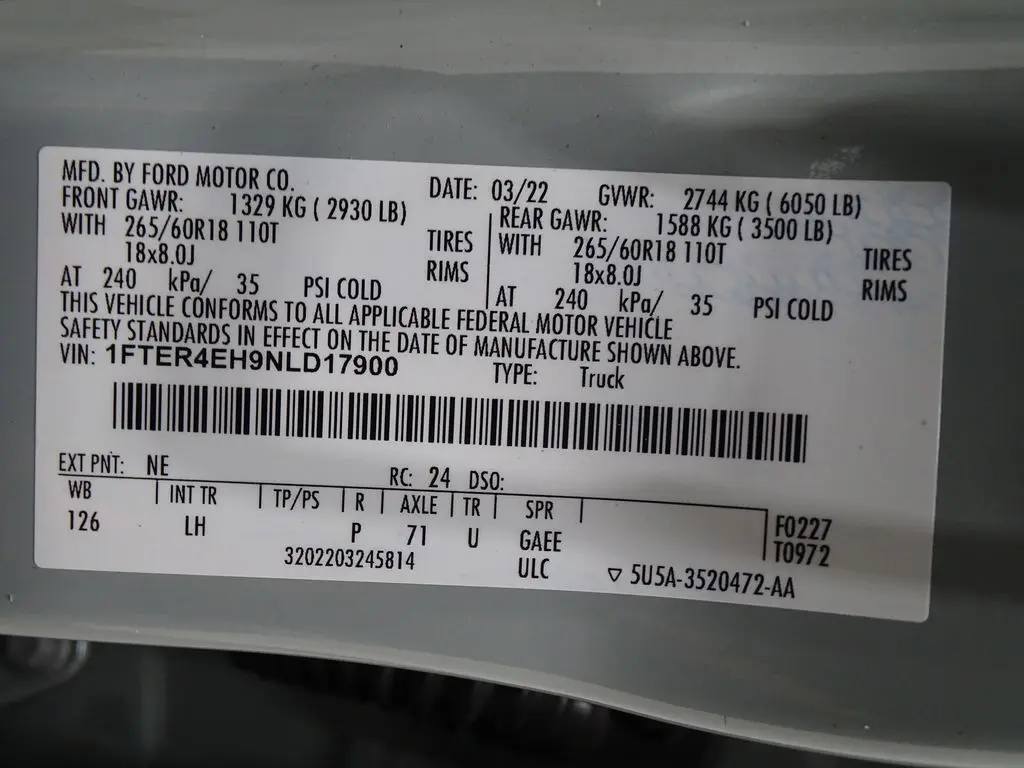 MFD. BY FORD MOTOR CO. DATE: 03/22 GVWR: 2744 KG ( 6050 LB)
FRONT GAWR: 1329 KG ( 2930 LB) REAR GAWR: 1588 KG ( 3500 LB)
WITH 265/60R18 110T TIRES WITH 265/60R18 110T TIRES
18x8.0J RIMS 18x8.0J RIMS
AT 240 kPa/ 35 PSI COLD AT 240 kPa/ 35 PSI COLD
THIS VEHICLE CONFORMS TO ALL APPLICABLE FEDERAL MOTOR VEHICLE
SAFETY STANDARDS IN EFFECT ON THE DATE OF MANUFACTURE SHOWN ABOVE.
VIN: 1FTER4EH9NLD17900 TYPE: Truck
EXT PNT: NE RC: 24 DSO:
WB INT TR TP/PS R AXLE TR SPR F0227
126 LH P 71 U GAEE T0972
3202203245814 ULC ▽ 5U5A-3520472-AA